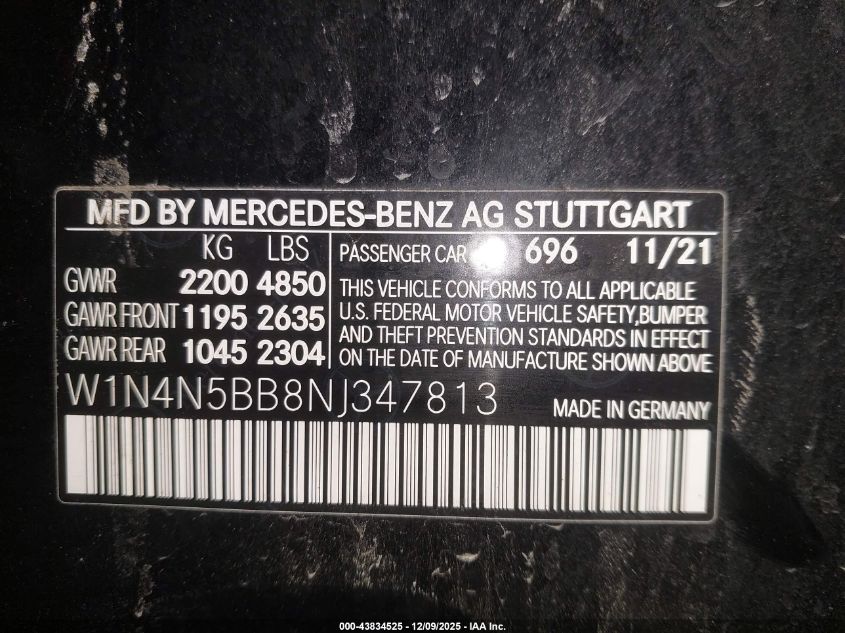 MFD BY MERCEDES-BENZ AG STUTTGART
KG LBS
GVWR 2200 4850
GAWR FRONT 1195 2635
GAWR REAR 1045 2304
PASSENGER CAR 696 11/21
THIS VEHICLE CONFORMS TO ALL APPLICABLE
U.S. FEDERAL MOTOR VEHICLE SAFETY, BUMPER
AND THEFT PREVENTION STANDARDS IN EFFECT
ON THE DATE OF MANUFACTURE SHOWN ABOVE
W1N4N5BB8NJ347813
MADE IN GERMANY
000-43834525 - 12/09/2025 - IAA Inc.